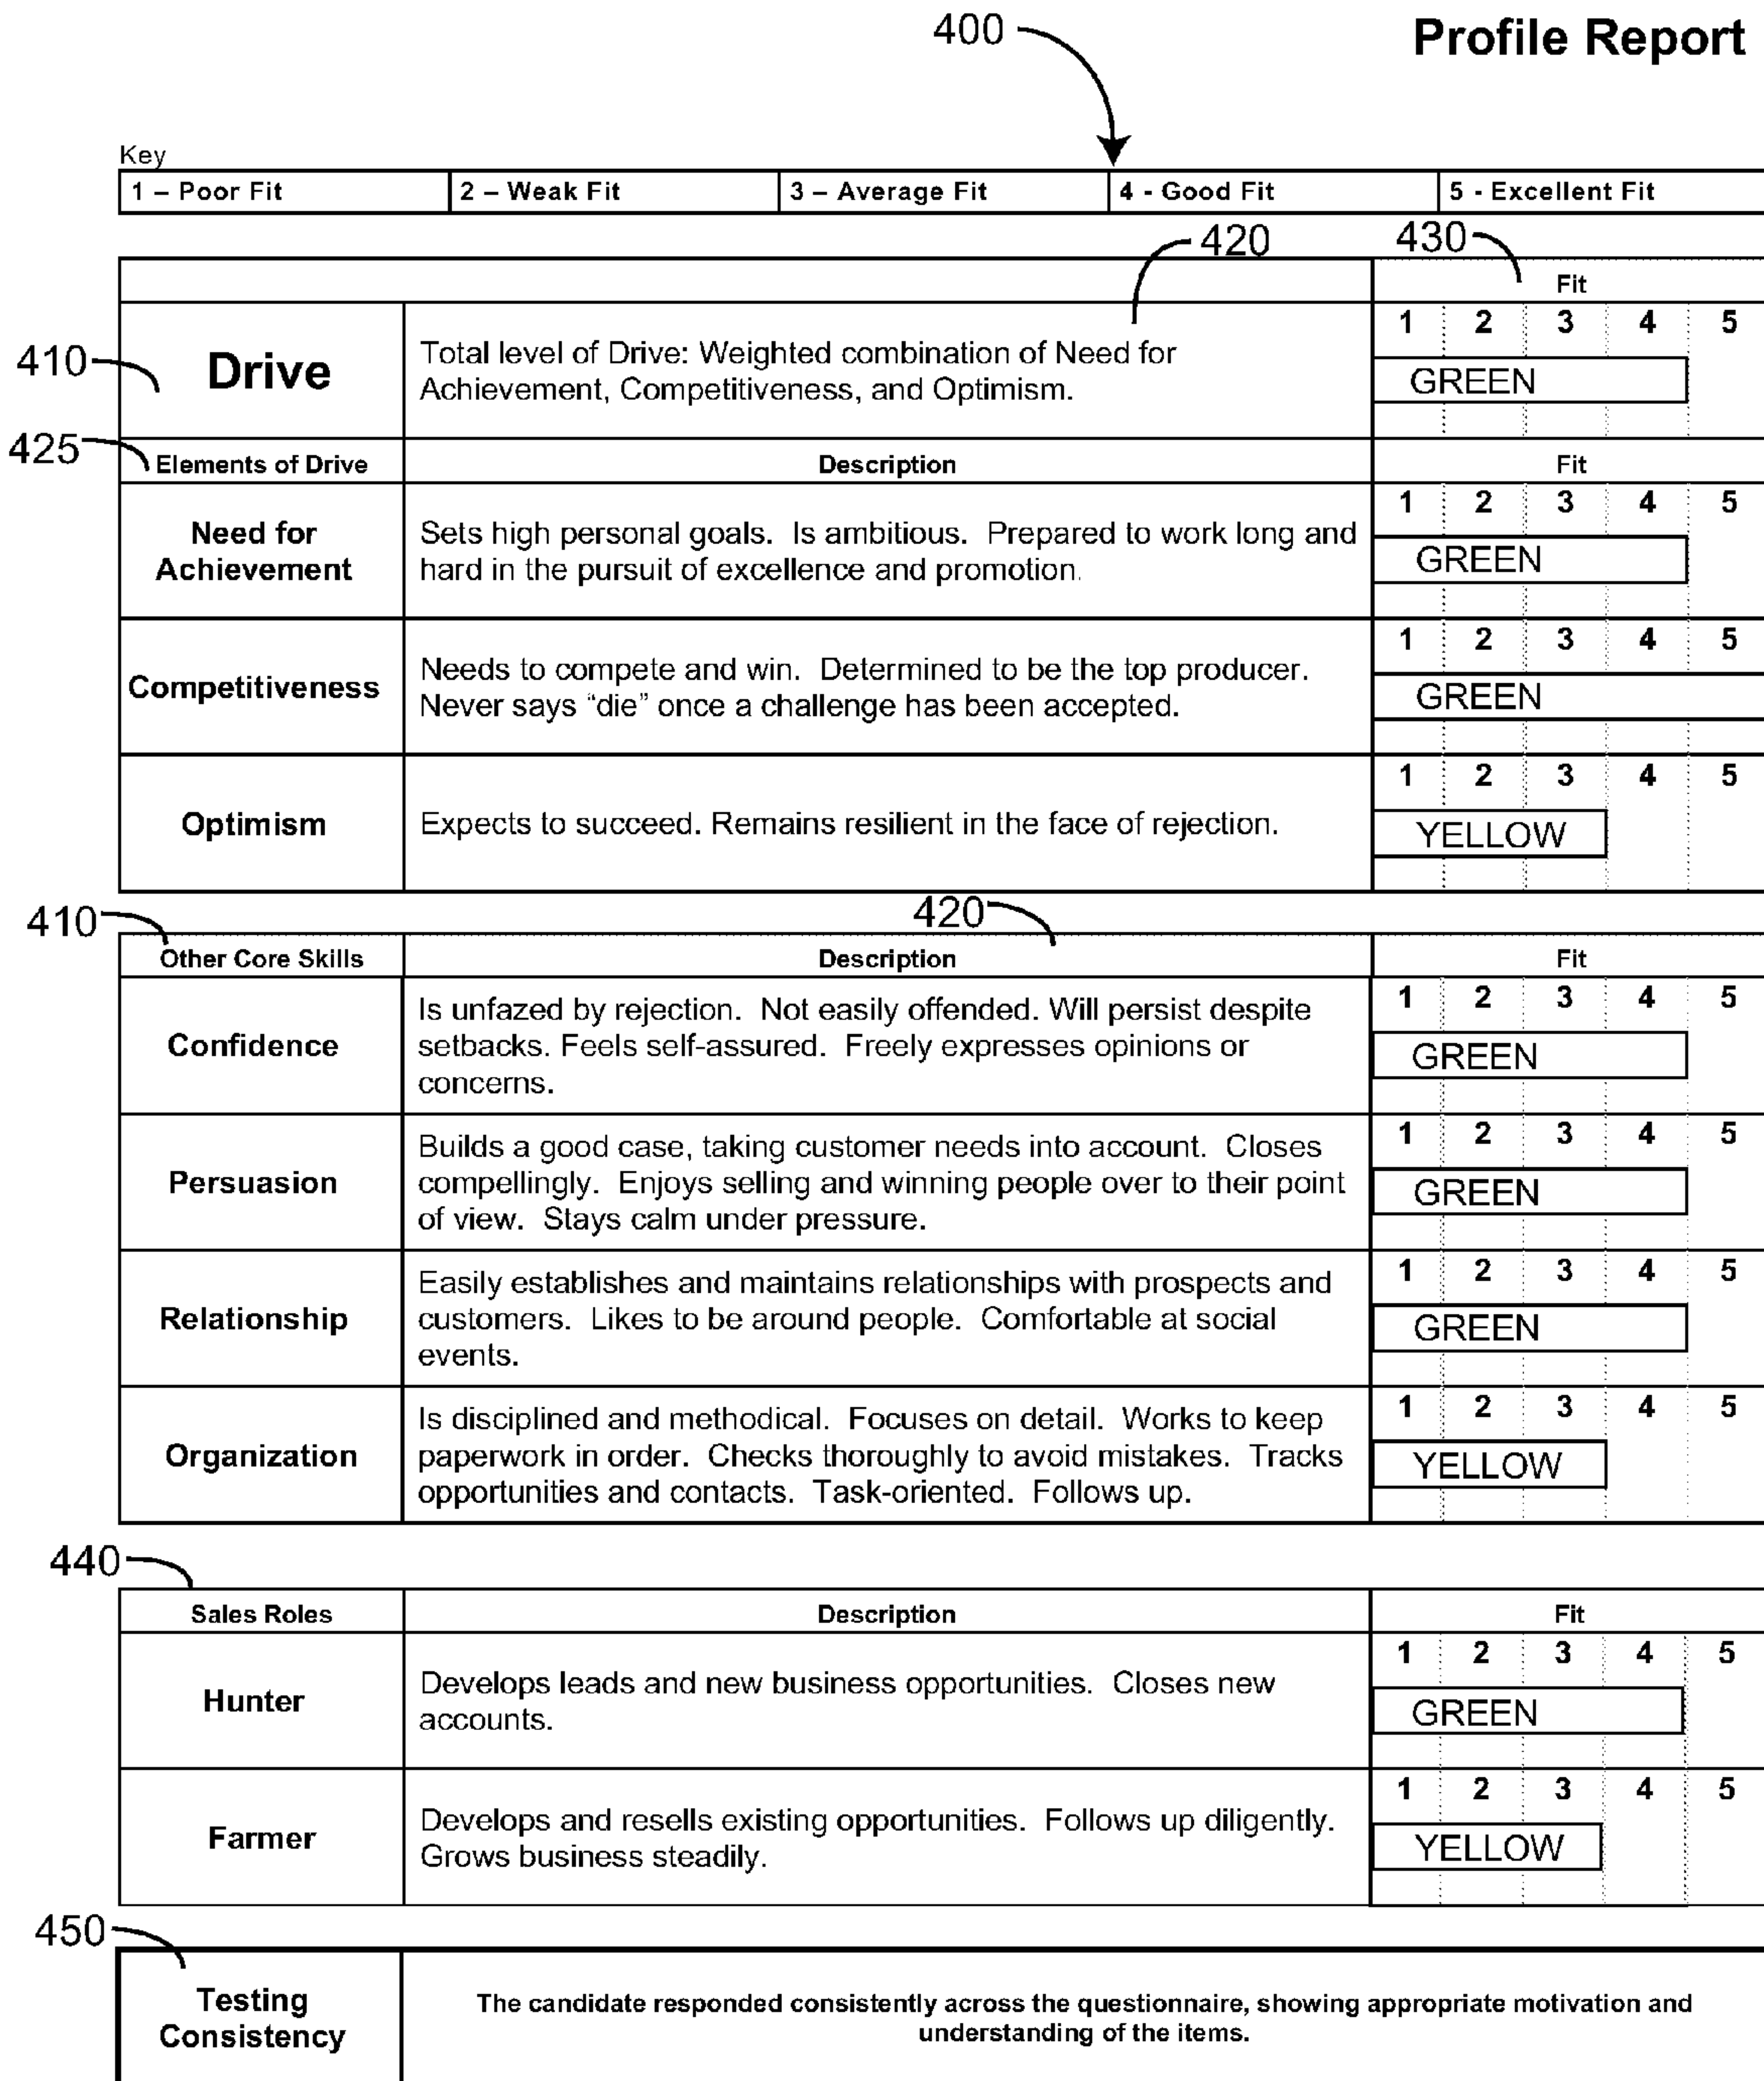 400
Profile Report
Key
1 – Poor Fit
2 – Weak Fit
3 – Average Fit
4 - Good Fit
5 - Excellent Fit
420
430
Fit
410
Drive
Total level of Drive: Weighted combination of Need for
Achievement, Competitiveness, and Optimism.
1 2 3 4 5
GREEN
425
Elements of Drive
Description
Fit
Need for
Achievement
Sets high personal goals. Is ambitious. Prepared to work long and
hard in the pursuit of excellence and promotion.
1 2 3 4 5
GREEN
Competitiveness
Needs to compete and win. Determined to be the top producer.
Never says “die” once a challenge has been accepted.
1 2 3 4 5
GREEN
Optimism
Expects to succeed. Remains resilient in the face of rejection.
1 2 3 4 5
YELLOW
410
420
Other Core Skills
Description
Fit
Confidence
Is unfazed by rejection. Not easily offended. Will persist despite
setbacks. Feels self-assured. Freely expresses opinions or
concerns.
1 2 3 4 5
GREEN
Persuasion
Builds a good case, taking customer needs into account. Closes
compellingly. Enjoys selling and winning people over to their point
of view. Stays calm under pressure.
1 2 3 4 5
GREEN
Relationship
Easily establishes and maintains relationships with prospects and
customers. Likes to be around people. Comfortable at social
events.
1 2 3 4 5
GREEN
Organization
Is disciplined and methodical. Focuses on detail. Works to keep
paperwork in order. Checks thoroughly to avoid mistakes. Tracks
opportunities and contacts. Task-oriented. Follows up.
1 2 3 4 5
YELLOW
440
Sales Roles
Description
Fit
Hunter
Develops leads and new business opportunities. Closes new
accounts.
1 2 3 4 5
GREEN
Farmer
Develops and resells existing opportunities. Follows up diligently.
Grows business steadily.
1 2 3 4 5
YELLOW
450
Testing
Consistency
The candidate responded consistently across the questionnaire, showing appropriate motivation and
understanding of the items.